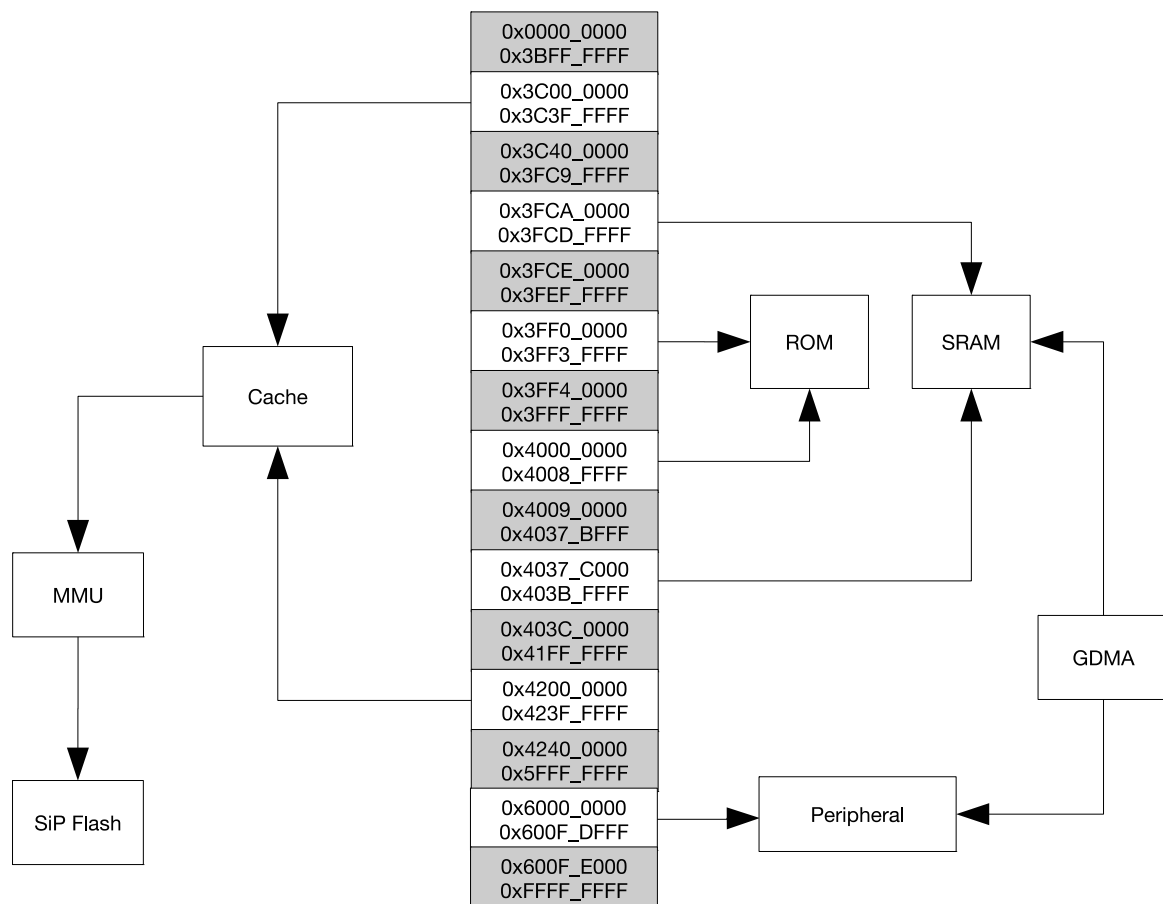 0x0000_0000
0x3BFF_FFFF
0x3C00_0000
0x3C3F_FFFF
0x3C40_0000
0x3FC9_FFFF
0x3FCA_0000
0x3FCD_FFFF
0x3FCE_0000
0x3FEF_FFFF
0x3FF0_0000
0x3FF3_FFFF
0x3FF4_0000
0x3FFF_FFFF
0x4000_0000
0x4008_FFFF
0x4009_0000
0x4037_BFFF
0x4037_C000
0x403B_FFFF
0x403C_0000
0x41FF_FFFF
0x4200_0000
0x423F_FFFF
0x4240_0000
0x5FFF_FFFF
0x6000_0000
0x600F_DFFF
0x600F_E000
0xFFFF_FFFF
Cache
MMU
SiP Flash
ROM
SRAM
GDMA
Peripheral